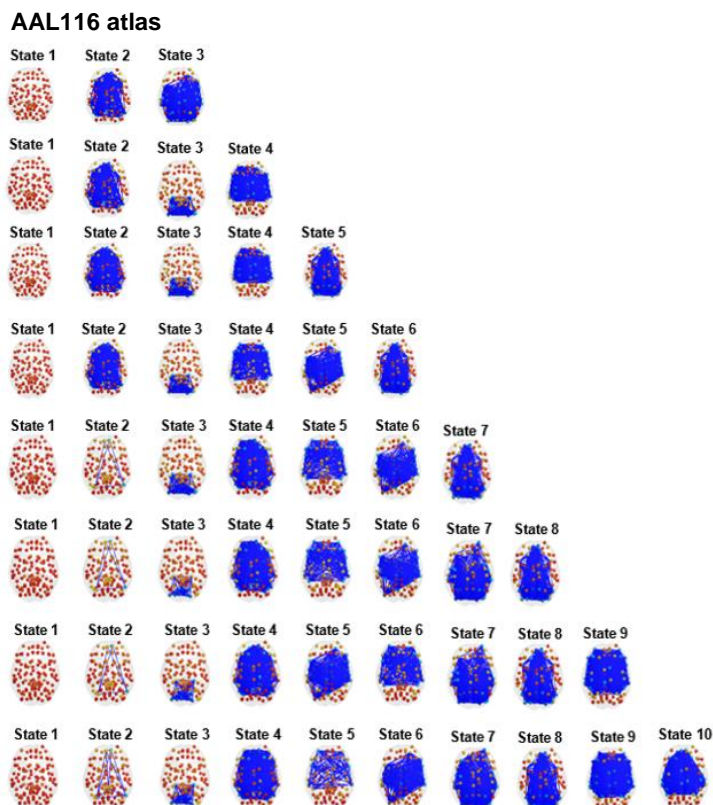 AAL116 atlas
State 1 State 2 State 3
State 1 State 2 State 3 State 4
State 1 State 2 State 3 State 4 State 5
State 1 State 2 State 3 State 4 State 5 State 6
State 1 State 2 State 3 State 4 State 5 State 6 State 7
State 1 State 2 State 3 State 4 State 5 State 6 State 7 State 8
State 1 State 2 State 3 State 4 State 5 State 6 State 7 State 8 State 9
State 1 State 2 State 3 State 4 State 5 State 6 State 7 State 8 State 9 State 10